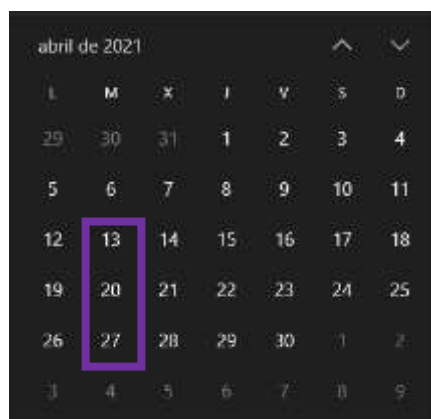 abril de 2021
L M X J V S D
29 30 31 1 2 3 4
5 6 7 8 9 10 11
12 13 14 15 16 17 18
19 20 21 22 23 24 25
26 27 28 29 30 1 2
3 4 5 6 7 8 9